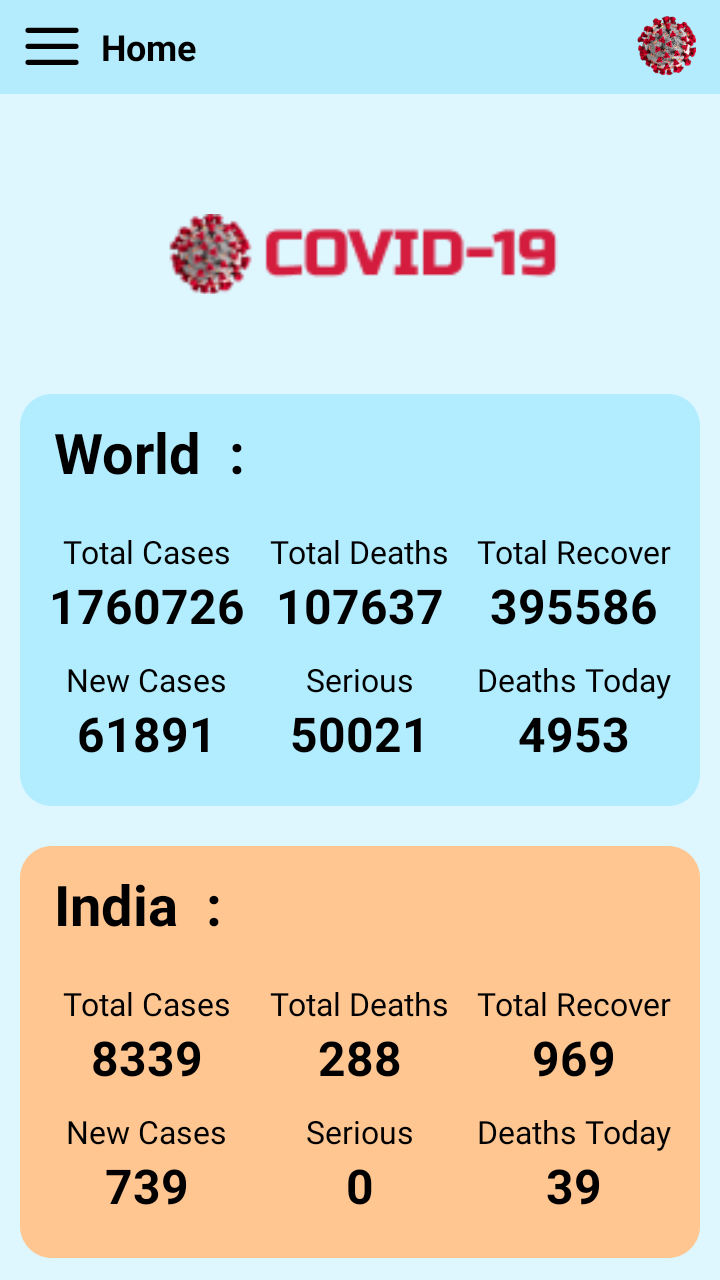 Home
COVID-19
World :
Total Cases Total Deaths Total Recover
1760726 107637 395586
New Cases Serious Deaths Today
61891 50021 4953
India :
Total Cases Total Deaths Total Recover
8339 288 969
New Cases Serious Deaths Today
739 0 39